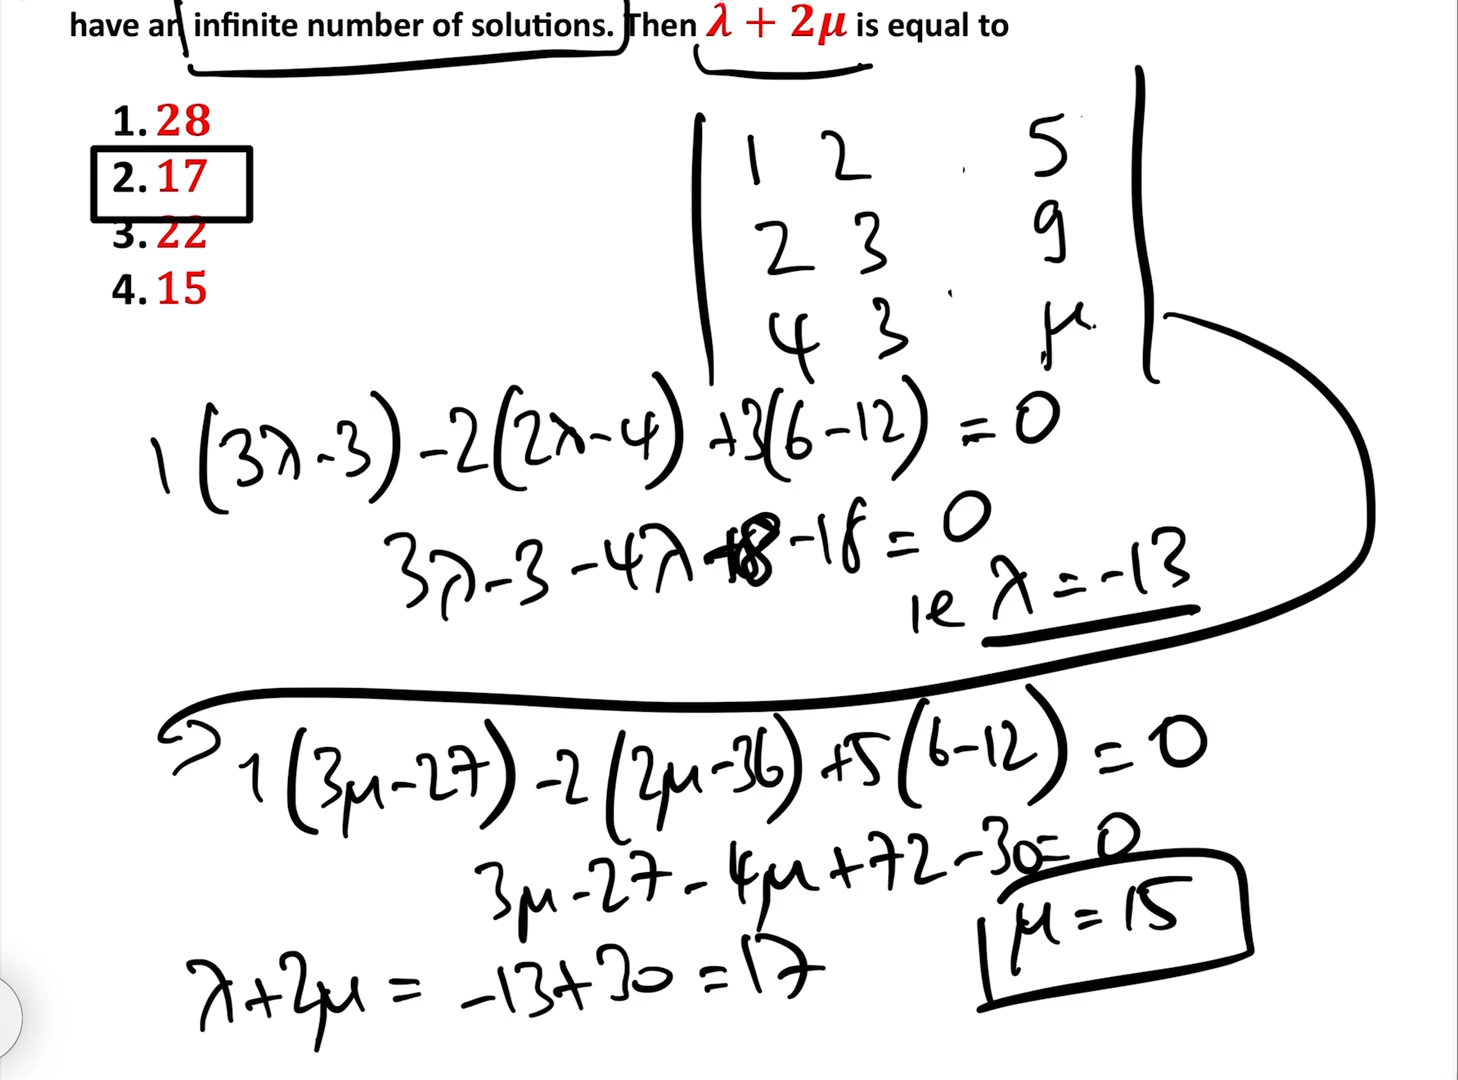 have an infinite number of solutions. Then λ + 2μ is equal to
1. 28
2. 17
3. 22
4. 15
1 2 5
2 3 9
4 3 μ
1(3λ-3) -2(2λ-4) +3(6-12) = 0
3λ-3-4λ+8-18=0
ie λ=-13
1(3μ-27) -2(2μ-36) +5(6-12) = 0
3μ-27-4μ+72-30=0
μ=15
λ+2μ = -13+30=17